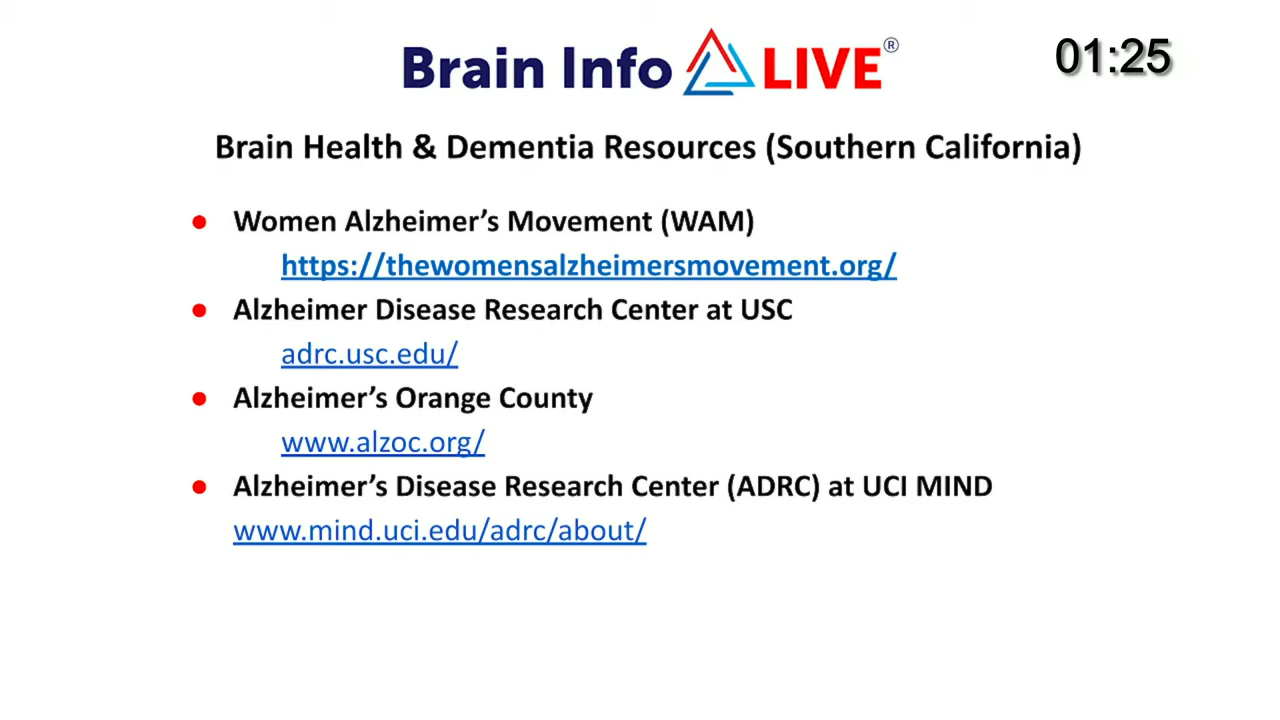 Brain Info LIVE®
01:25
Brain Health & Dementia Resources (Southern California)
● Women Alzheimer’s Movement (WAM)
https://thewomensalzheimersmovement.org/
● Alzheimer Disease Research Center at USC
adrc.usc.edu/
● Alzheimer’s Orange County
www.alzoc.org/
● Alzheimer’s Disease Research Center (ADRC) at UCI MIND
www.mind.uci.edu/adrc/about/